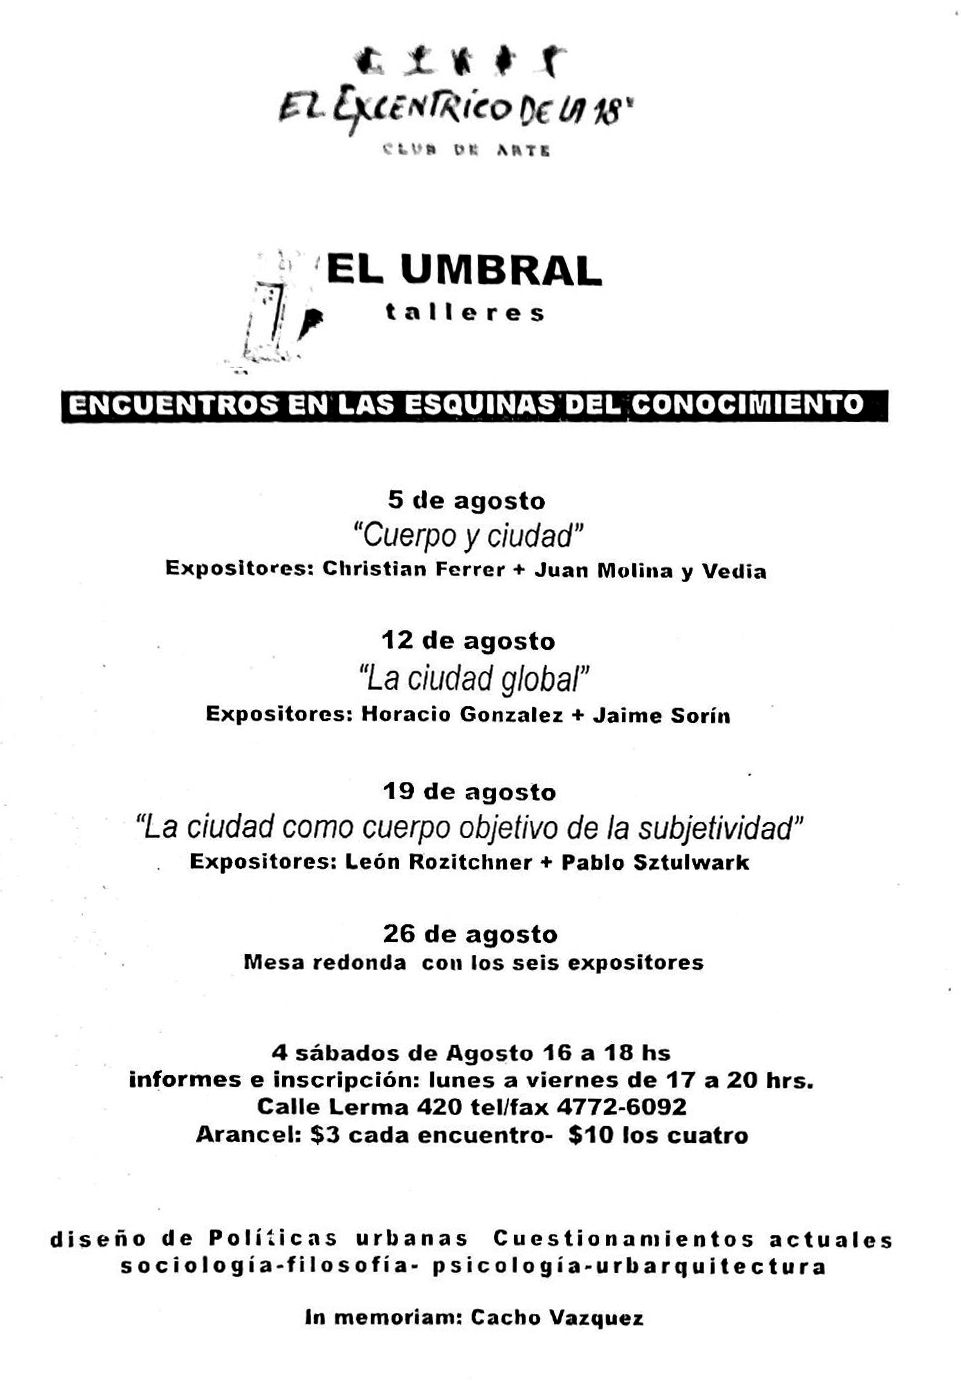 EL EXCENTRICO DE LA 18ª
CLUB DE ARTE
EL UMBRAL
talleres
ENCUENTROS EN LAS ESQUINAS DEL CONOCIMIENTO
5 de agosto
“Cuerpo y ciudad”
Expositores: Christian Ferrer + Juan Molina y Vedia
12 de agosto
“La ciudad global”
Expositores: Horacio Gonzalez + Jaime Sorín
19 de agosto
“La ciudad como cuerpo objetivo de la subjetividad”
Expositores: León Rozitchner + Pablo Sztulwark
26 de agosto
Mesa redonda con los seis expositores
4 sábados de Agosto 16 a 18 hs
informes e inscripción: lunes a viernes de 17 a 20 hrs.
Calle Lerma 420 tel/fax 4772-6092
Arancel: $3 cada encuentro- $10 los cuatro
diseño de Políticas urbanas Cuestionamientos actuales
sociología-filosofía- psicología-urbarquitectura
In memoriam: Cacho Vazquez